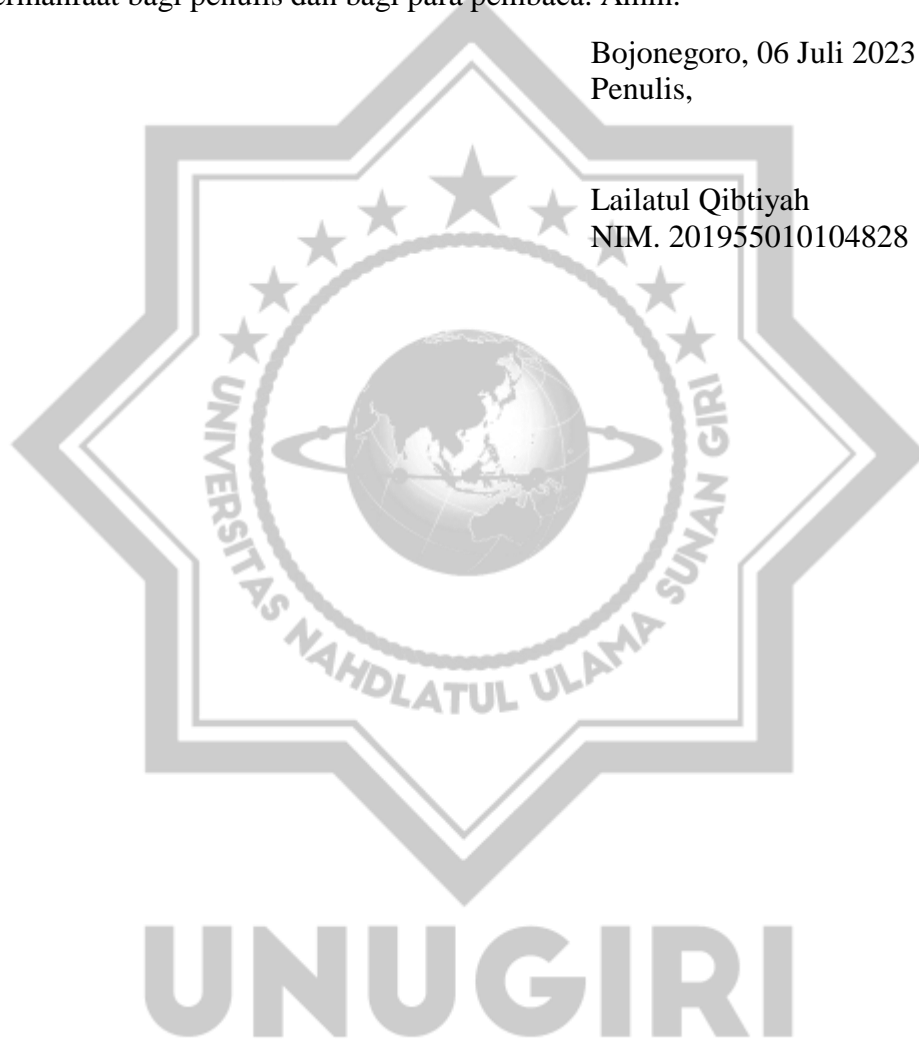 bagi penulis dan bagi para pembaca. Amin.
Bojonegoro, 06 Juli 2023
Penulis,
Lailatul Qibtiyah
NIM. 201955010104828
UNIVERSITAS NAHDLATUL ULAMA SUNAN GIRI
UNUGIRI